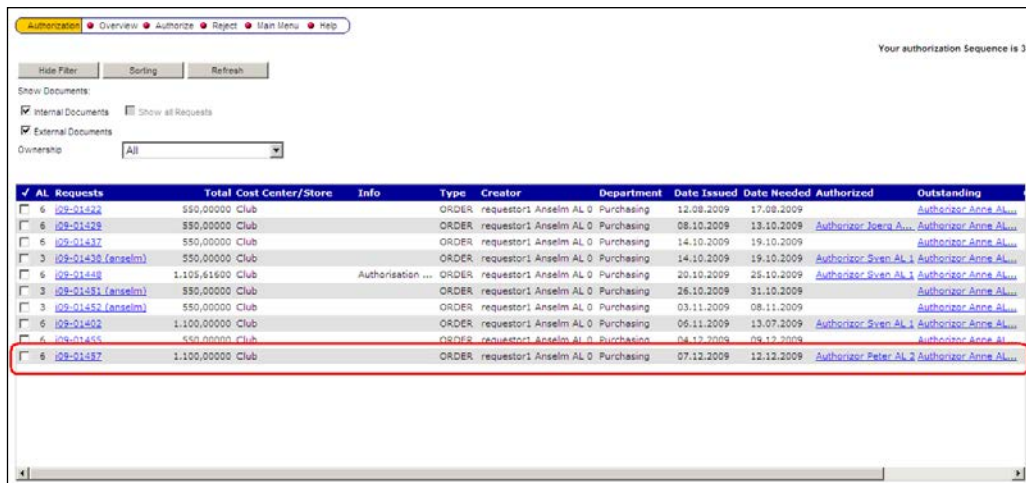 Authorization Overview Authorize Reject Main Menu Help
Your authorization Sequence is 3
Hide Filter Sorting Refresh
Show Documents:
Internal Documents Show all Requests
External Documents
Ownership All
AL Requests Total Cost Center/Store Info Type Creator Department Date Issued Date Needed Authorized Outstanding
6 i09-01422 550,00000 Club ORDER requestor1 Anselm AL 0 Purchasing 12.08.2009 17.08.2009 Authorizor Anne AL...
6 i09-01429 550,00000 Club ORDER requestor1 Anselm AL 0 Purchasing 08.10.2009 13.10.2009 Authorizor Joerg A... Authorizor Anne AL...
6 i09-01437 550,00000 Club ORDER requestor1 Anselm AL 0 Purchasing 14.10.2009 19.10.2009 Authorizor Anne AL...
3 i09-01438 (anselm) 550,00000 Club ORDER requestor1 Anselm AL 0 Purchasing 14.10.2009 19.10.2009 Authorizor Sven AL 1 Authorizor Anne AL...
6 i09-01448 1.105,61600 Club Authorisation ... ORDER requestor1 Anselm AL 0 Purchasing 20.10.2009 25.10.2009 Authorizor Sven AL 1 Authorizor Anne AL...
3 i09-01451 (anselm) 550,00000 Club ORDER requestor1 Anselm AL 0 Purchasing 26.10.2009 31.10.2009 Authorizor Anne AL...
3 i09-01452 (anselm) 550,00000 Club ORDER requestor1 Anselm AL 0 Purchasing 03.11.2009 08.11.2009 Authorizor Anne AL...
6 i09-01402 1.100,00000 Club ORDER requestor1 Anselm AL 0 Purchasing 06.11.2009 13.07.2009 Authorizor Sven AL 1 Authorizor Anne AL...
6 i09-01455 550,00000 Club ORDER requestor1 Anselm AL 0 Purchasing 04.12.2009 09.12.2009 Authorizor Anne AL...
6 i09-01457 1.100,00000 Club ORDER requestor1 Anselm AL 0 Purchasing 07.12.2009 12.12.2009 Authorizor Peter AL 2 Authorizor Anne AL...